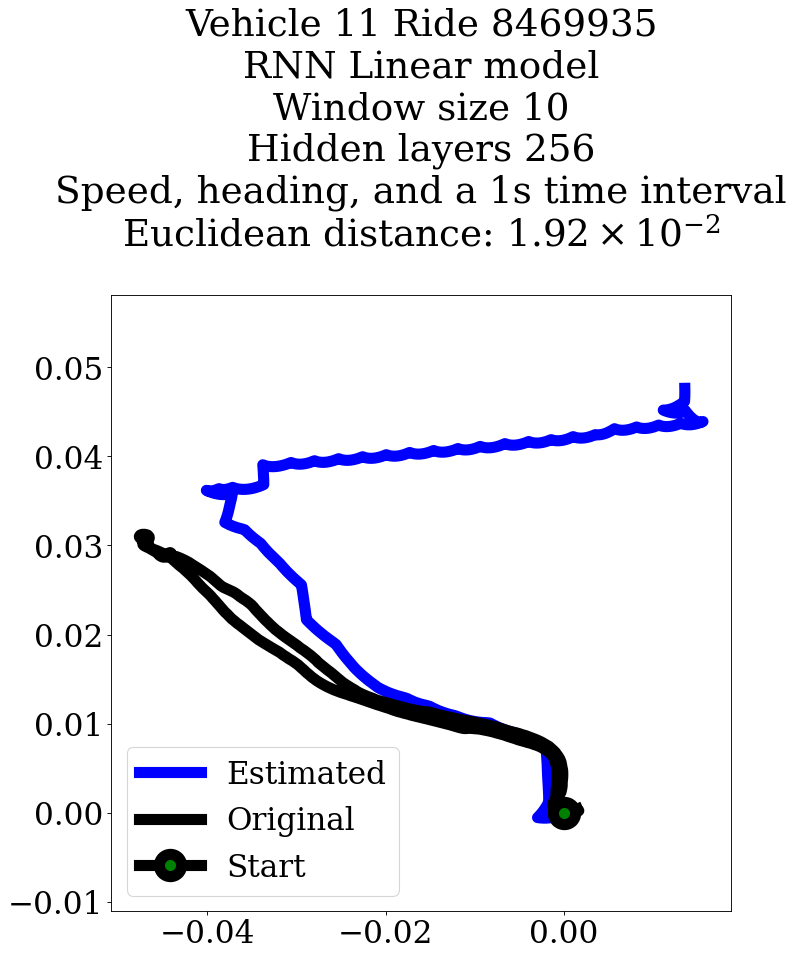 Vehicle 11 Ride 8469935
RNN Linear model
Window size 10
Hidden layers 256
Speed, heading, and a 1s time interval
Euclidean distance: 1.92 × 10⁻²
0.05
0.04
0.03
0.02
0.01
0.00
−0.01
Estimated
Original
Start
−0.04
−0.02
0.00